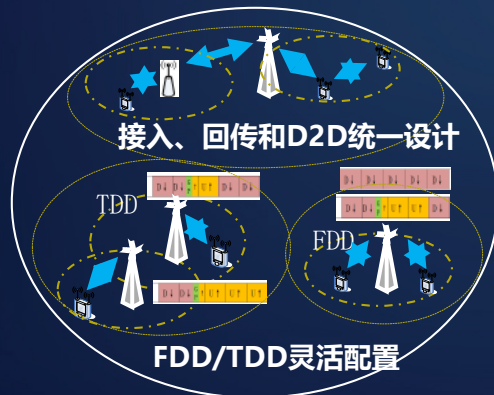 接入、回传和D2D统一设计
D↓ D↓ U↑ D↓ D↓
D↓ D↓ D↓ D↓ D↓
TDD
D↓ D↓ U↑ U↑ D↓
FDD
D↓ D↓ U↑ U↑ U↑
FDD/TDD灵活配置